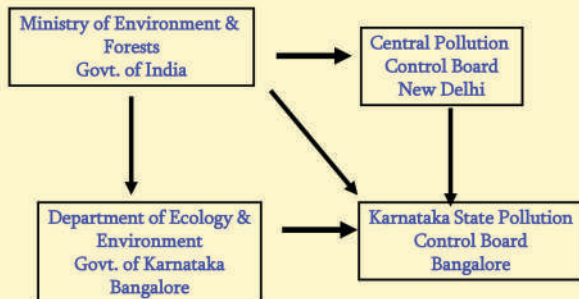 Ministry of Environment &
Forests
Govt. of India
Central Pollution
Control Board
New Delhi
Department of Ecology &
Environment
Govt. of Karnataka
Bangalore
Karnataka State Pollution
Control Board
Bangalore